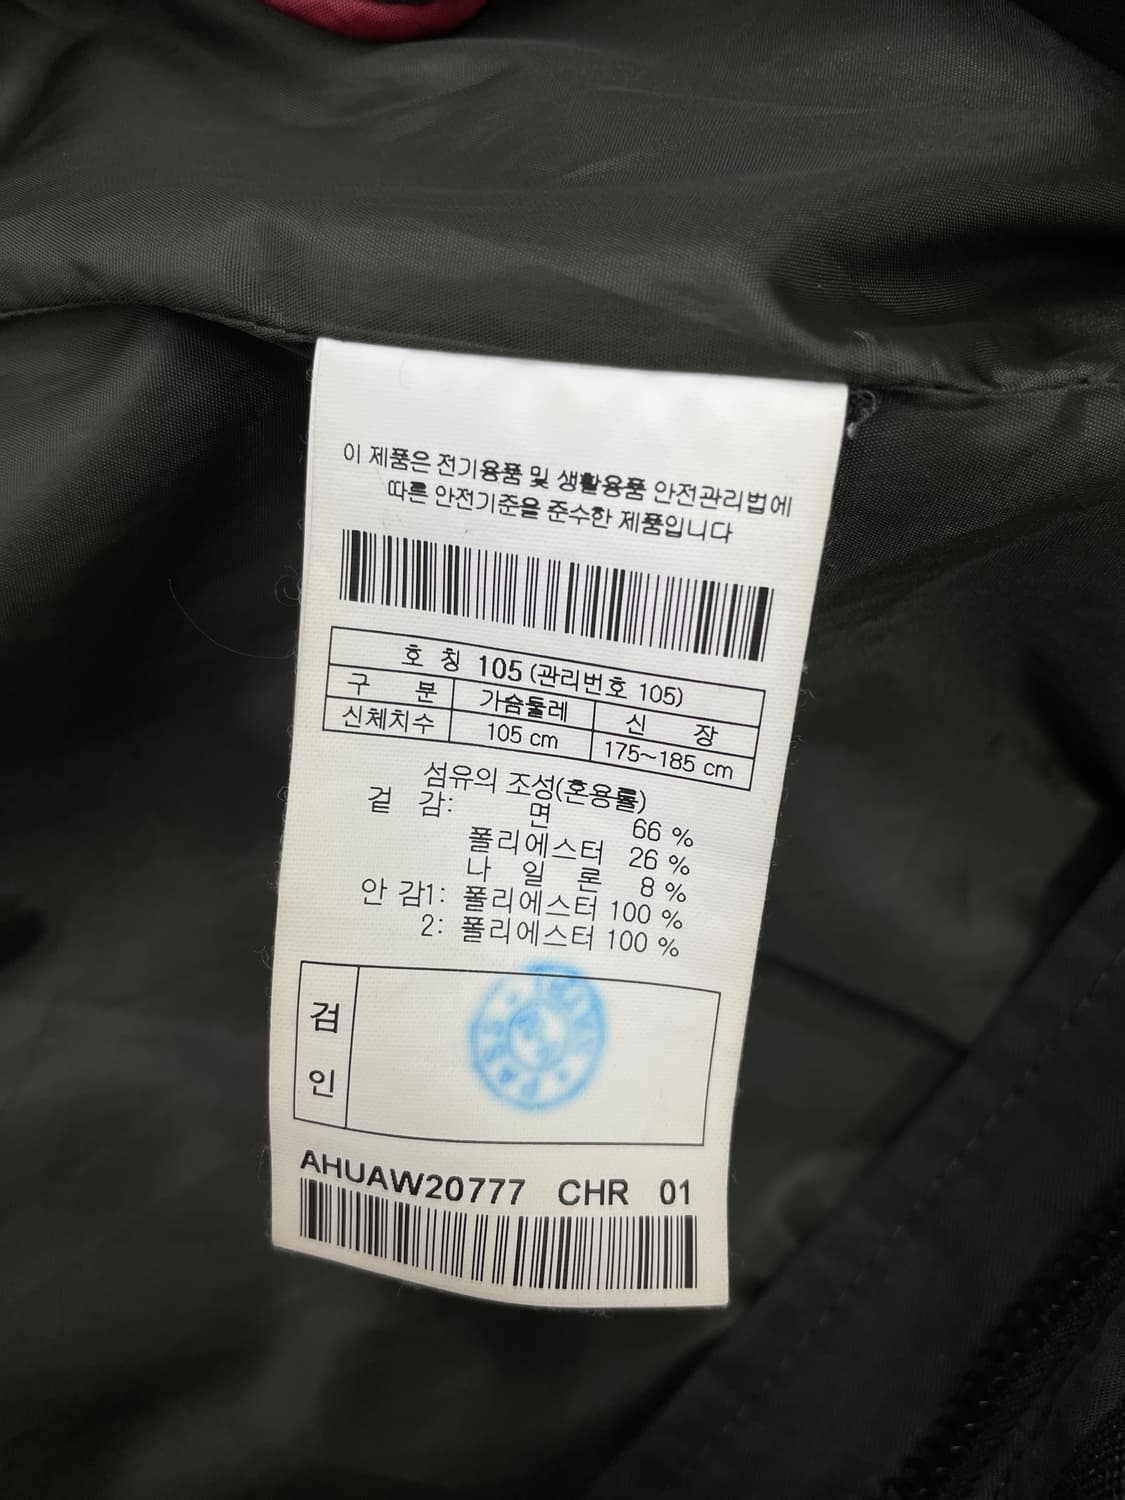 이 제품은 전기용품 및 생활용품 안전관리법에
따른 안전기준을 준수한 제품입니다
호 칭 105 (관리번호 105)
구 분 가슴둘레 신 장
신체치수 105 cm 175~185 cm
섬유의 조성(혼용률)
겉 감: 면 66 %
폴리에스터 26 %
나 일 론 8 %
안 감1: 폴리에스터 100 %
2: 폴리에스터 100 %
검
인
PASS
AHUAW20777 CHR 01